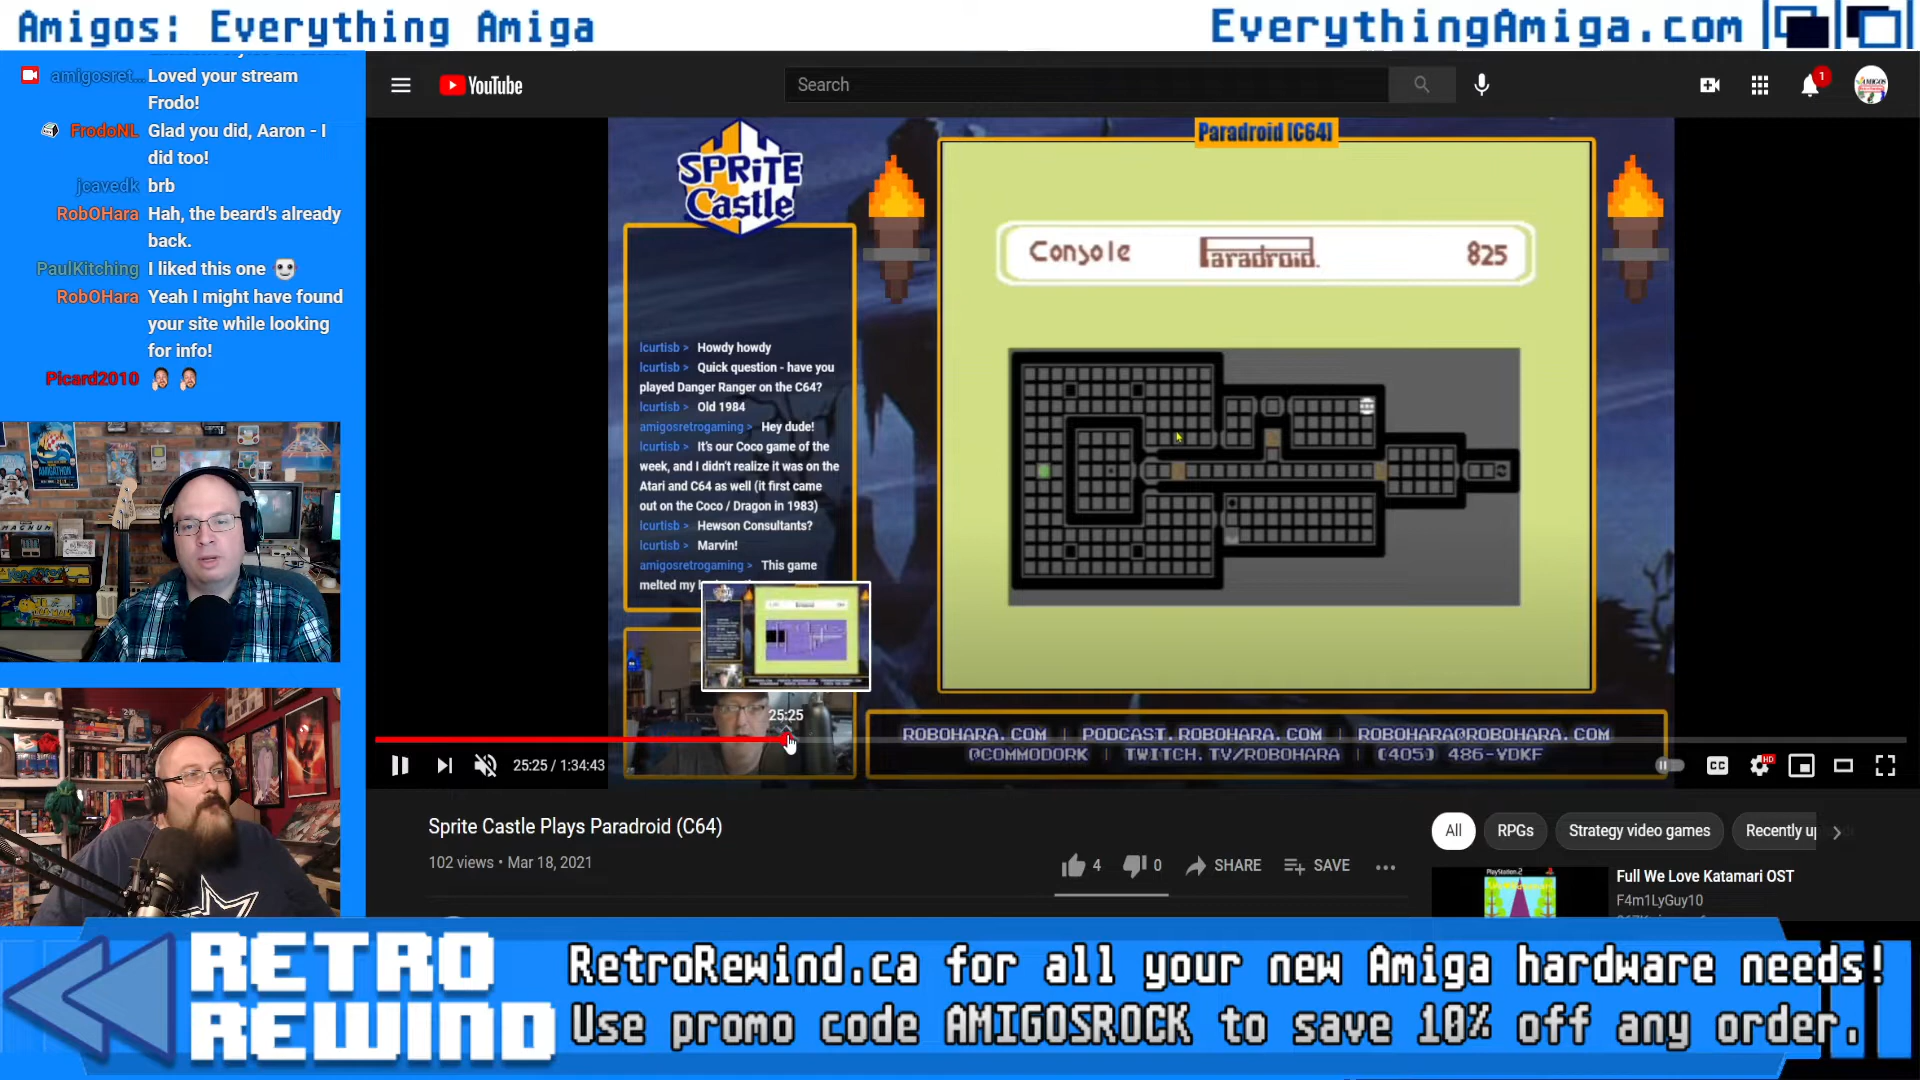 Amigos: Everything Amiga
EverythingAmiga.com
amigosret... Loved your stream
Frodo!
FrodoNL Glad you did, Aaron - I
did too!
jcavedk brb
RobOHara Hah, the beard's already
back.
PaulKitching I liked this one
RobOHara Yeah I might have found
your site while looking
for info!
Picard2010
YouTube
Search
1
SPRiTE
Castle
Paradroid [C64]
Console Paradroid. 825
lcurtisb > Howdy howdy
lcurtisb > Quick question - have you
played Danger Ranger on the C64?
lcurtisb > Old 1984
amigosretrogaming > Hey dude!
lcurtisb > It's our Coco game of the
week, and I didn't realize it was on the
Atari and C64 as well (it first came
out on the Coco / Dragon in 1983)
lcurtisb > Hewson Consultants?
lcurtisb > Marvin!
amigosretrogaming > This game
melted my
25:25
ROBOHARA.COM | PODCAST.ROBOHARA.COM | ROBOHARA@ROBOHARA.COM
@COMMODORK | TWITCH.TV/ROBOHARA | (405) 486-YDKF
25:25 / 1:34:43
CC
HD
Sprite Castle Plays Paradroid (C64)
102 views • Mar 18, 2021
4 0 SHARE SAVE
All RPGs Strategy video games Recently up
PlayStation 2
Full We Love Katamari OST
F4m1LyGuy10
RETRO
REWIND
RetroRewind.ca for all your new Amiga hardware needs!
Use promo code AMIGOSROCK to save 10% off any order.